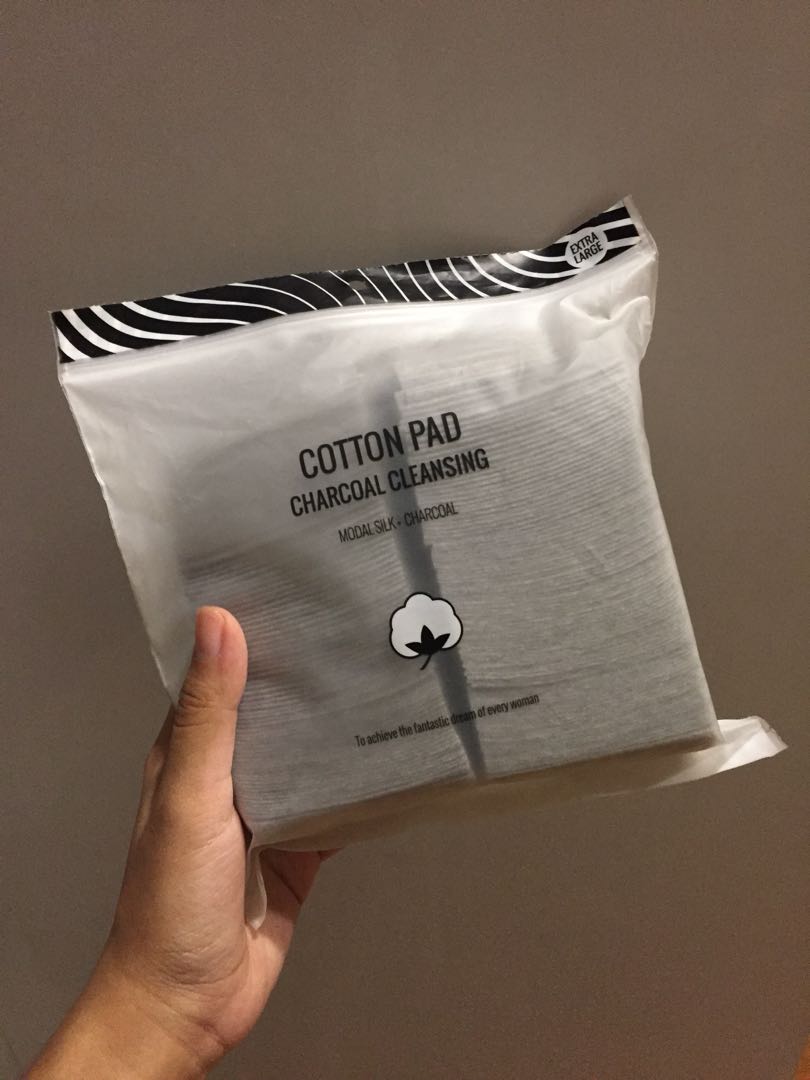 EXTRA
LARGE
COTTON PAD
CHARCOAL CLEANSING
MODAL SILK + CHARCOAL
To achieve the fantastic dream of every woman